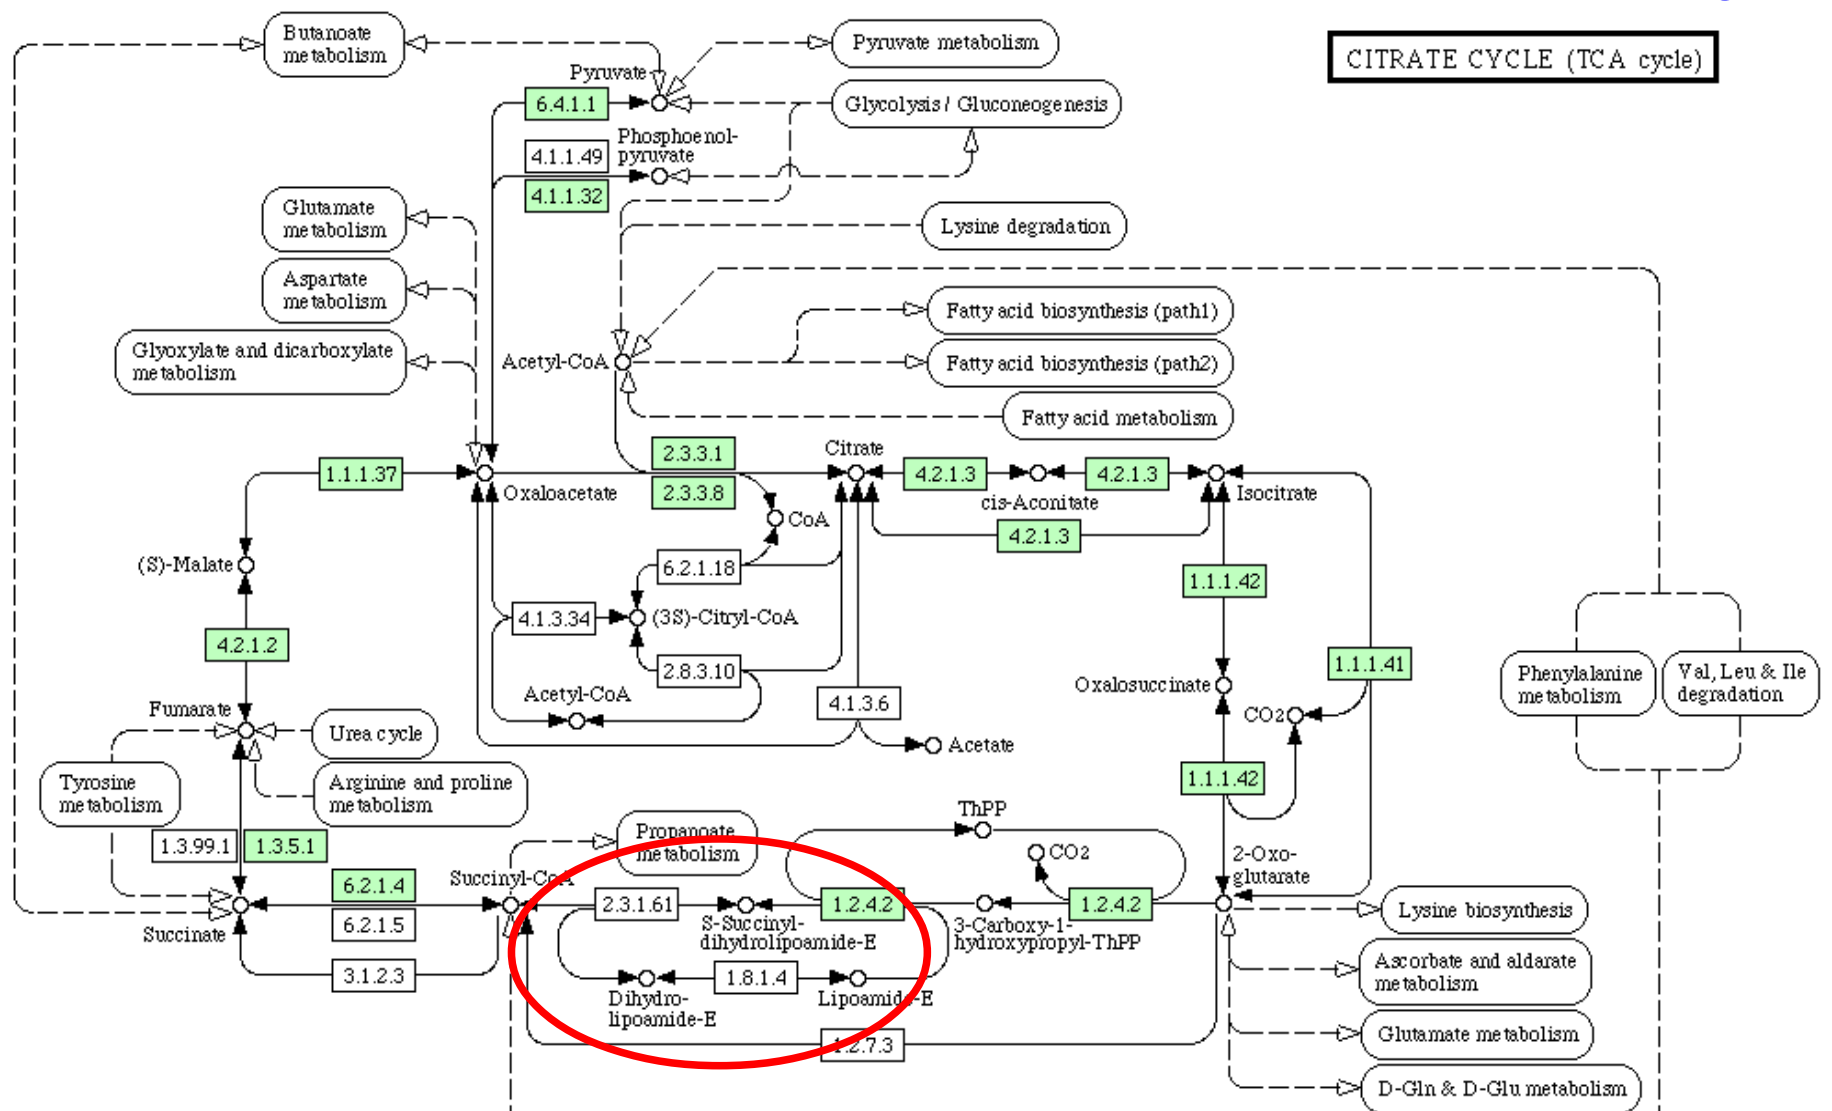 CITRATE CYCLE (TCA cycle)
Butanoate
metabolism
Pyruvate metabolism
Pyruvate
6.4.1.1
Glycolysis / Gluconeogenesis
Phosphoenol-
pyruvate
4.1.1.49
4.1.1.32
Glutamate
metabolism
Lysine degradation
Aspartate
metabolism
Fatty acid biosynthesis (path1)
Glyoxylate and dicarboxylate
metabolism
Acetyl-CoA
Fatty acid biosynthesis (path2)
Fatty acid metabolism
1.1.1.37
Oxaloacetate
2.3.3.1
2.3.3.8
Citrate
4.2.1.3
cis-Aconitate
4.2.1.3
Isocitrate
CoA
4.2.1.3
(S)-Malate
6.2.1.18
1.1.1.42
4.1.3.34
(3S)-Citryl-CoA
4.2.1.2
2.8.3.10
1.1.1.41
Phenylalanine
metabolism
Val, Leu & Ile
degradation
Acetyl-CoA
4.1.3.6
Oxalosuccinate
CO2
Fumarate
Urea cycle
Acetate
Tyrosine
metabolism
Arginine and proline
metabolism
1.1.1.42
1.3.99.1
1.3.5.1
Propanoate
metabolism
ThPP
CO2
2-Oxo-
glutarate
6.2.1.4
6.2.1.5
Succinyl-CoA
2.3.1.61
1.2.4.2
1.2.4.2
Succinate
S-Succinyl-
dihydrolipoamide-E
3-Carboxy-1-
hydroxypropyl-ThPP
Lysine biosynthesis
3.1.2.3
1.8.1.4
Dihydro-
lipoamide-E
Lipoamide-E
Ascorbate and aldarate
metabolism
1.2.7.3
Glutamate metabolism
D-Gln & D-Glu metabolism